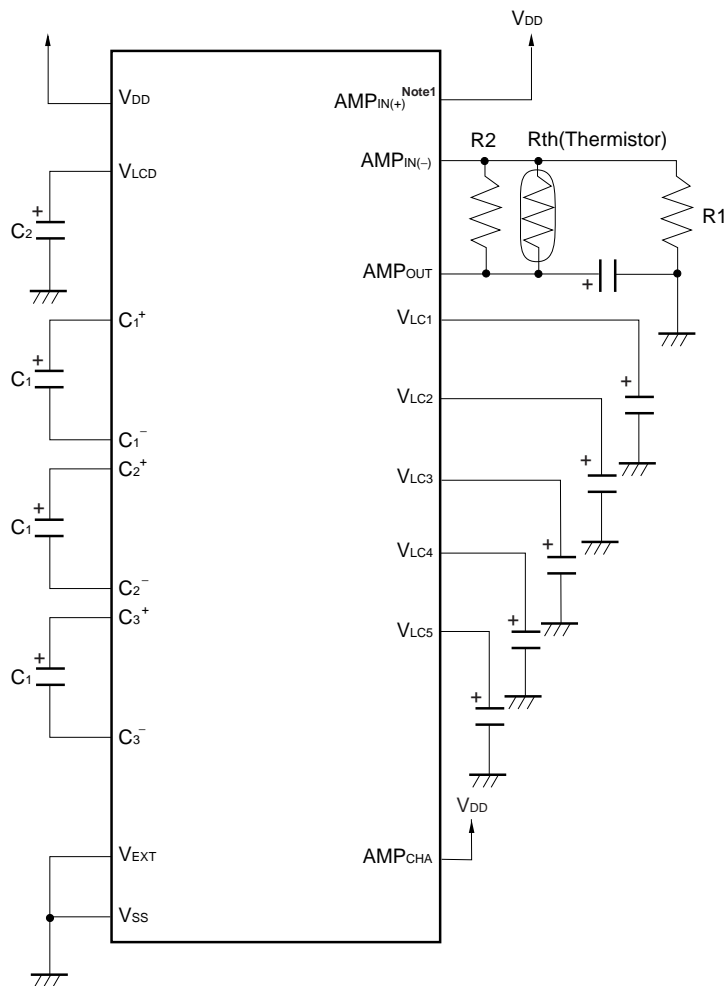 VDD
VDD
AMPIN(+) Note1
VLCD
+
C2
AMPIN(−)
R2
Rth(Thermistor)
R1
AMPOUT
+
C1+
+
C1
C1−
C2+
+
C1
C2−
C3+
+
C1
C3−
VLC1
+
VLC2
+
VLC3
+
VLC4
+
VLC5
+
VDD
VEXT
AMPCHA
VSS